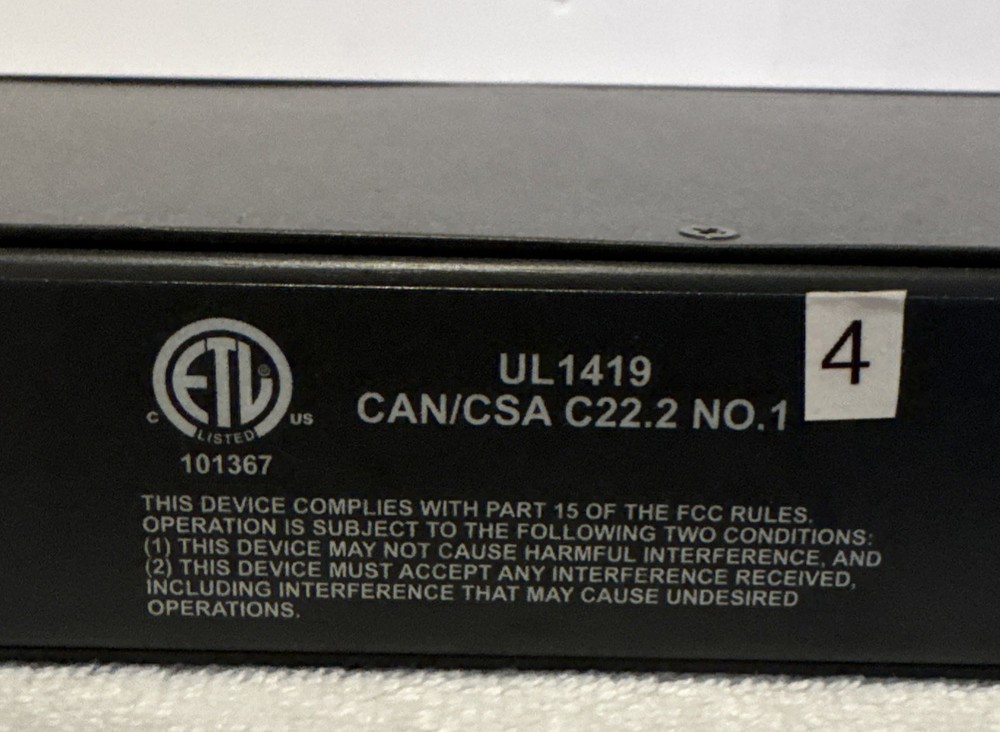 ETL®
C US
LISTED
101367
UL1419
CAN/CSA C22.2 NO.1
4
THIS DEVICE COMPLIES WITH PART 15 OF THE FCC RULES.
OPERATION IS SUBJECT TO THE FOLLOWING TWO CONDITIONS:
(1) THIS DEVICE MAY NOT CAUSE HARMFUL INTERFERENCE, AND
(2) THIS DEVICE MUST ACCEPT ANY INTERFERENCE RECEIVED,
INCLUDING INTERFERENCE THAT MAY CAUSE UNDESIRED
OPERATIONS.